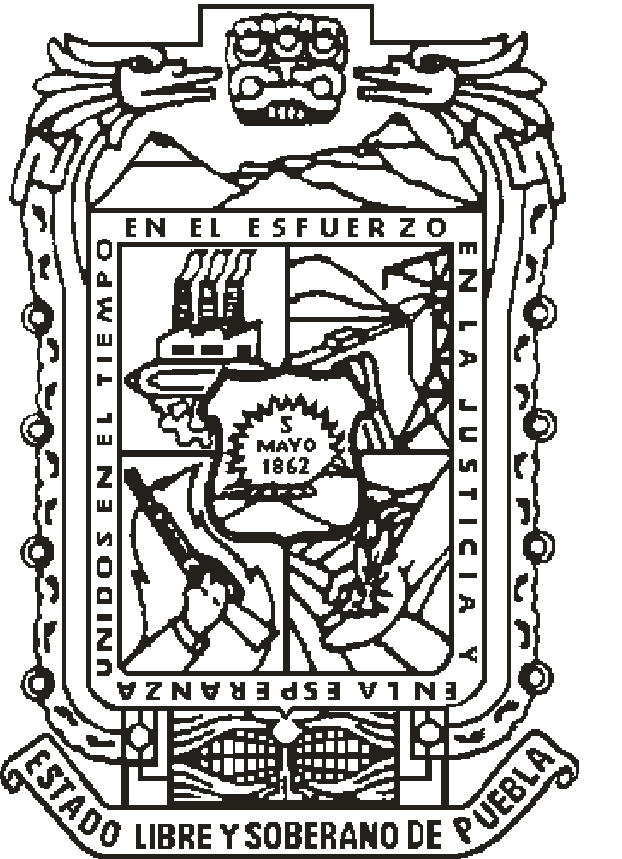 UNIDOS EN EL TIEMPO
EN EL ESFUERZO
EN LA JUSTICIA Y
EN LA ESPERANZA
5
MAYO
1862
ESTADO LIBRE Y SOBERANO DE PUEBLA